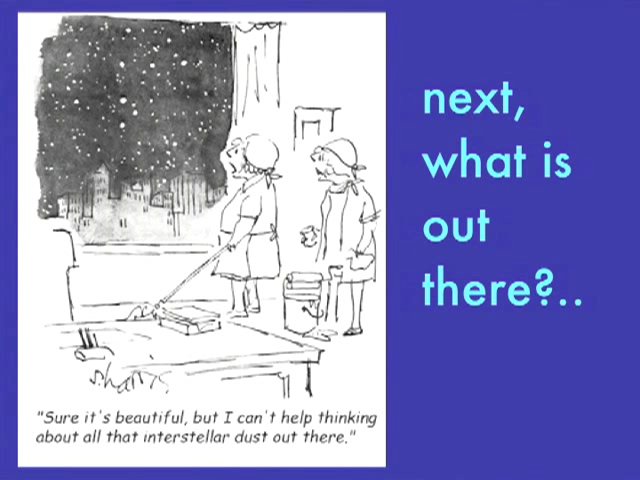 next,
what is
out
there?..
s.harris.
"Sure it's beautiful, but I can't help thinking
about all that interstellar dust out there."